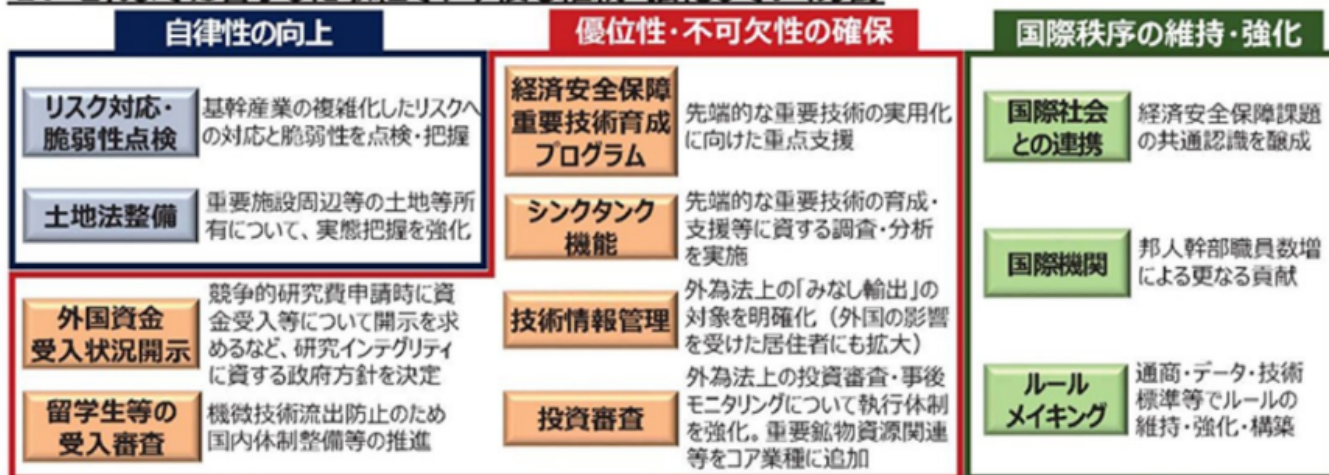 自律性の向上
リスク対応・
脆弱性点検
基幹産業の複雑化したリスクへ
の対応と脆弱性を点検・把握
土地法整備
重要施設周辺等の土地等所
有について、実態把握を強化
優位性・不可欠性の確保
外国資金
受入状況開示
競争的研究費申請時に資
金受入等について開示を求
めるなど、研究インテグリティ
に資する政府方針を決定
留学生等の
受入審査
機微技術流出防止のため
国内体制整備等の推進
経済安全保障
重要技術育成
プログラム
先端的な重要技術の実用化
に向けた重点支援
シンクタンク
機能
先端的な重要技術の育成・
支援等に資する調査・分析
を実施
技術情報管理
外為法上の「みなし輸出」の
対象を明確化（外国の影響
を受けた居住者にも拡大）
投資審査
外為法上の投資審査・事後
モニタリングについて執行体制
を強化。重要鉱物資源関連
等をコア業種に追加
国際秩序の維持・強化
国際社会
との連携
経済安全保障課題
の共通認識を醸成
国際機関
邦人幹部職員数増
による更なる貢献
ルール
メイキング
通商・データ・技術
標準等でルールの
維持・強化・構築